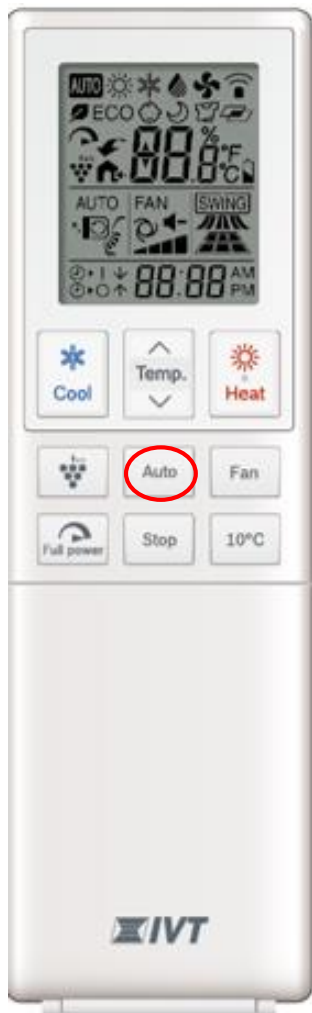 AUTO
ECO
88.8 % °F °C
AUTO FAN SWING
88:88 AM PM
Cool
Temp.
Heat
Auto
Fan
Full power
Stop
10°C
IVT